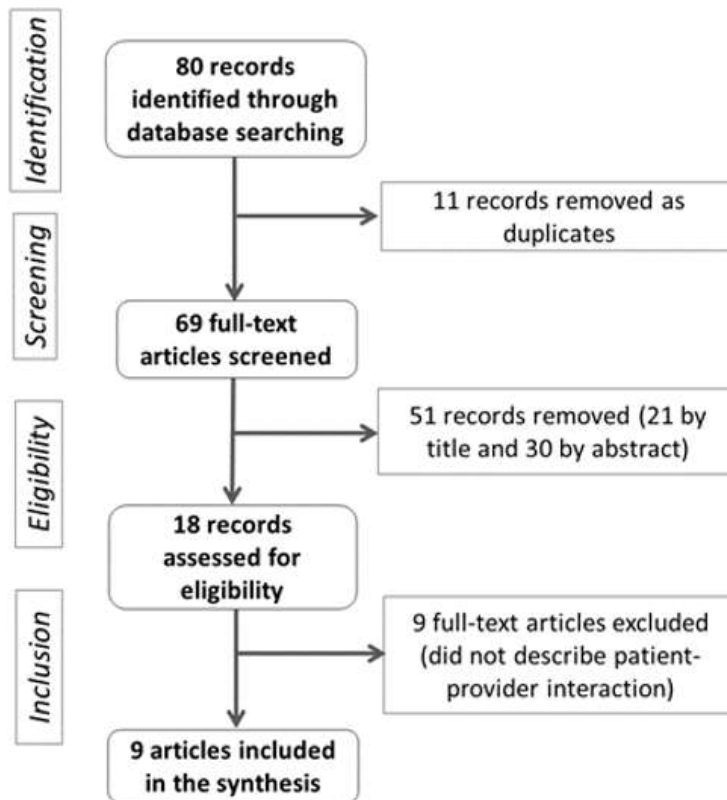 Identification
80 records
identified through
database searching
11 records removed as
duplicates
Screening
69 full-text
articles screened
51 records removed (21 by
title and 30 by abstract)
Eligibility
18 records
assessed for
eligibility
9 full-text articles excluded
(did not describe patient-
provider interaction)
Inclusion
9 articles included
in the synthesis